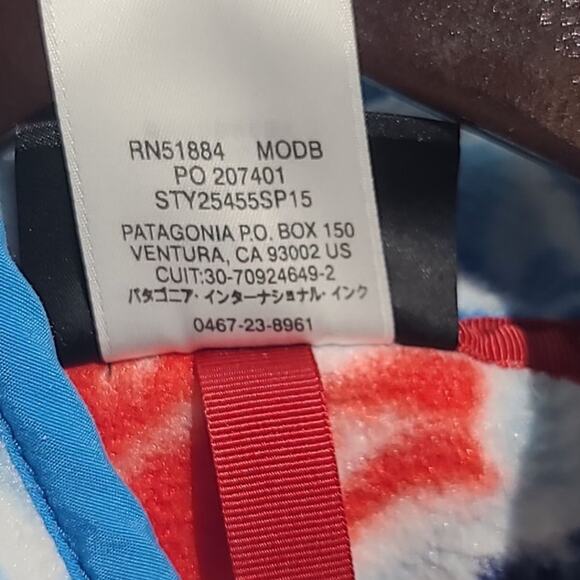 RN51884 MODB
PO 207401
STY25455SP15
PATAGONIA P.O. BOX 150
VENTURA, CA 93002 US
CUIT:30-70924649-2
パタゴニア・インターナショナル・インク
0467-23-8961